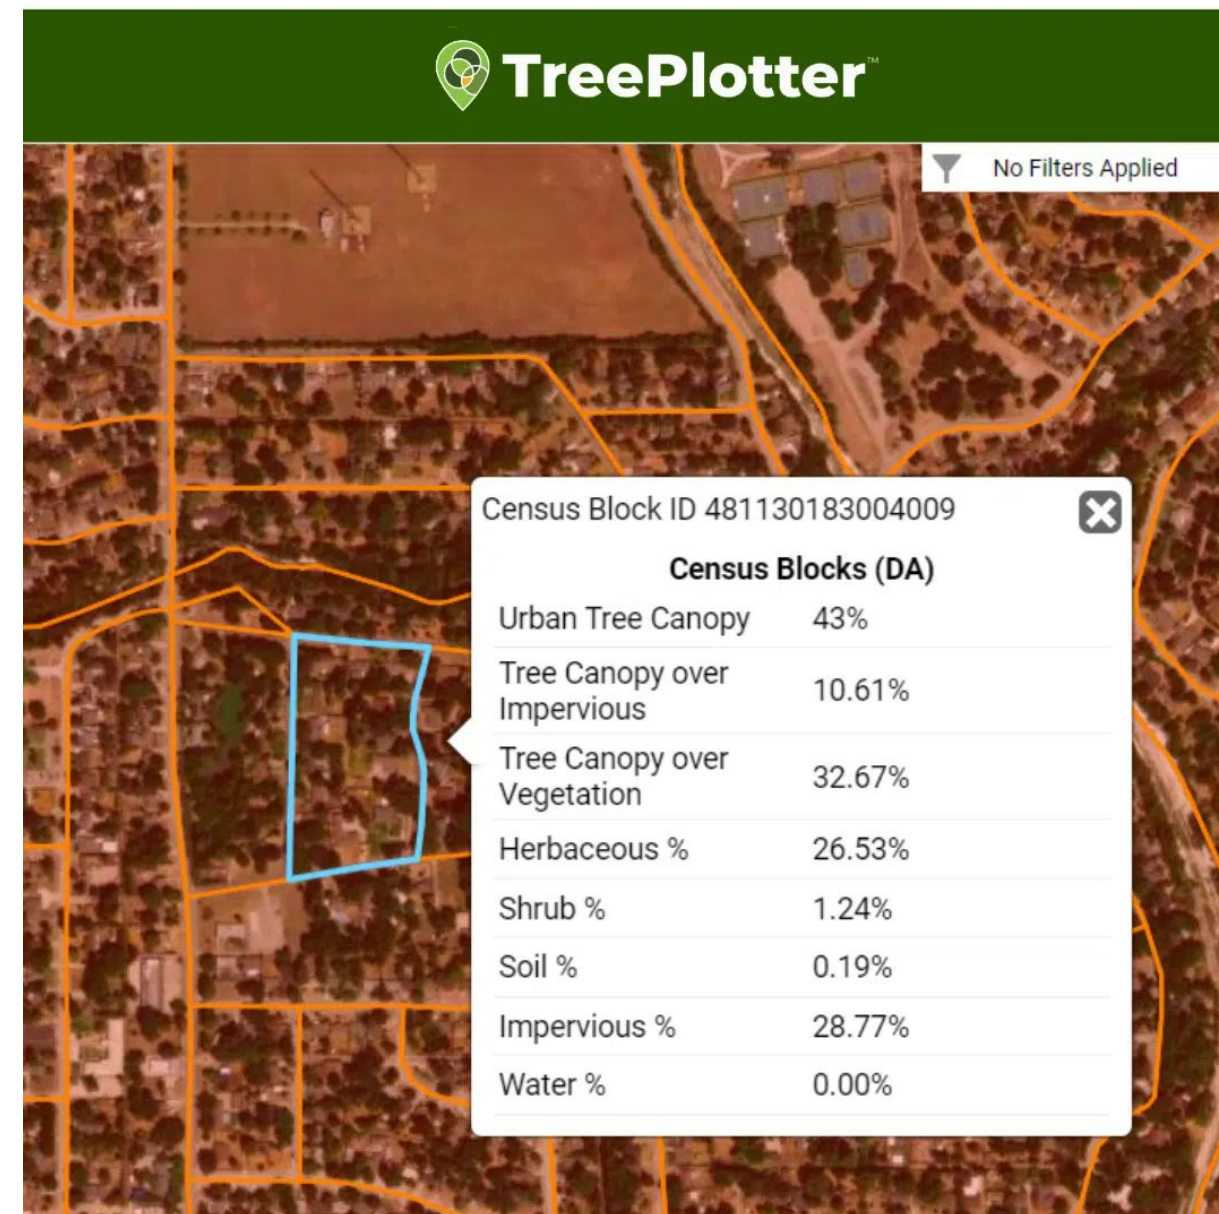 TreePlotter™
No Filters Applied
Census Block ID 481130183004009
Census Blocks (DA)
Urban Tree Canopy 43%
Tree Canopy over
Impervious 10.61%
Tree Canopy over
Vegetation 32.67%
Herbaceous % 26.53%
Shrub % 1.24%
Soil % 0.19%
Impervious % 28.77%
Water % 0.00%